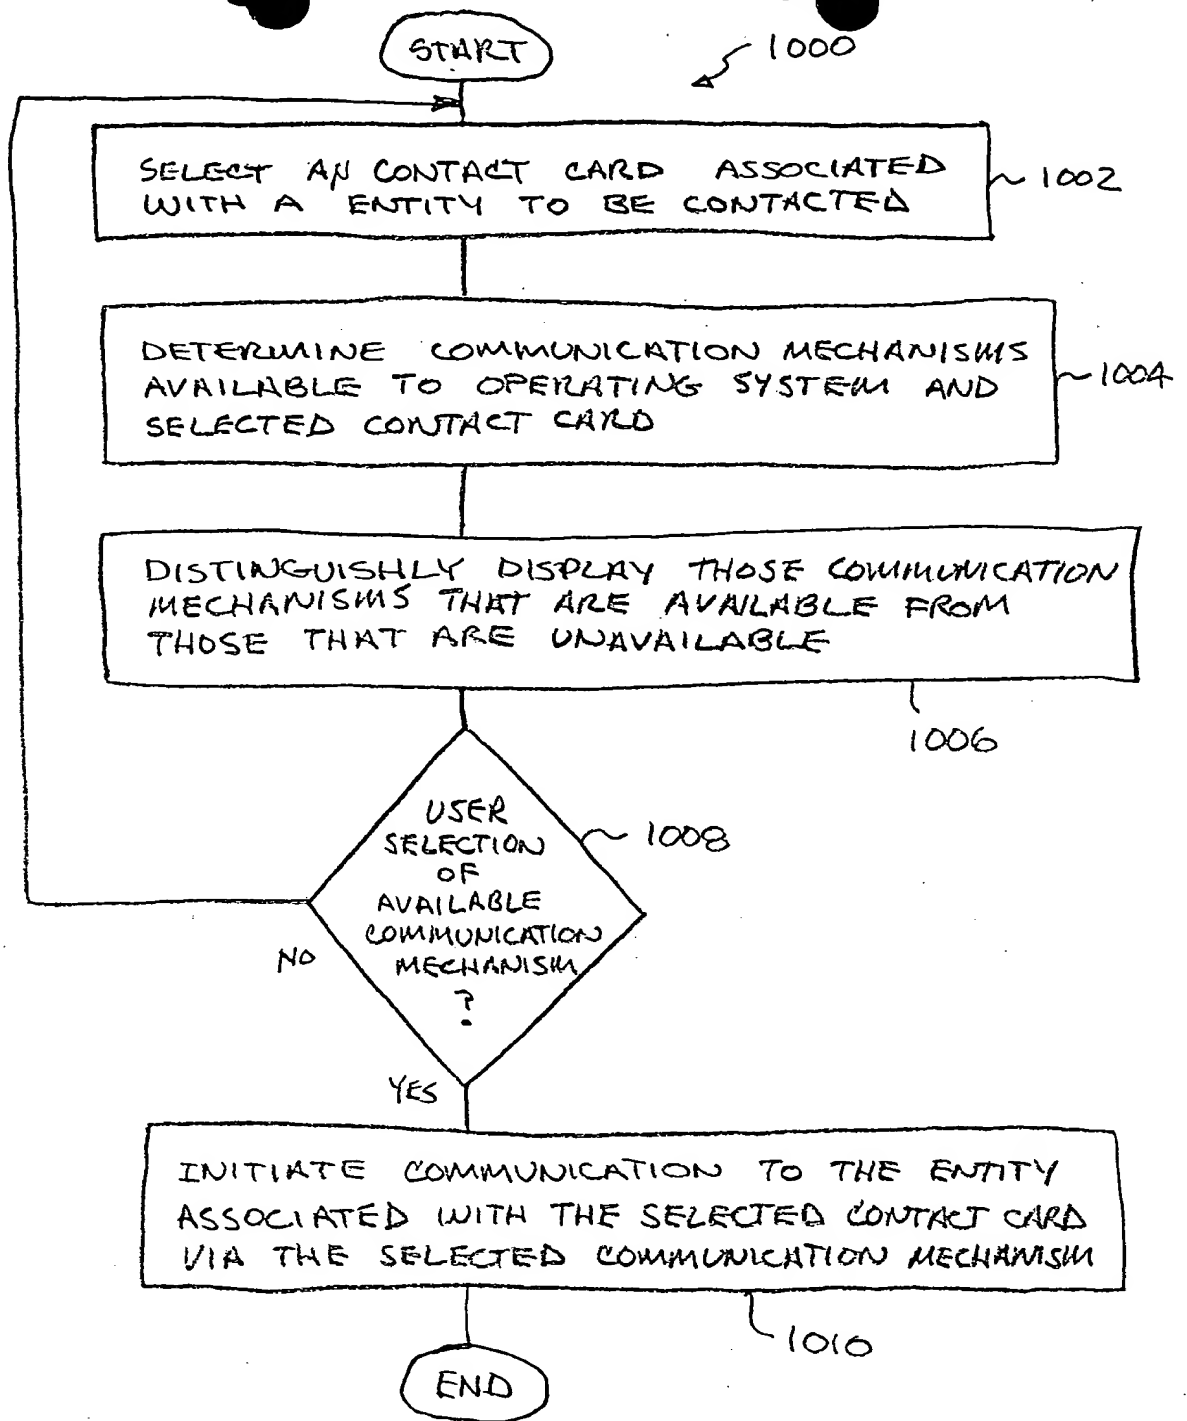 START
1000
SELECT AN CONTACT CARD ASSOCIATED
WITH A ENTITY TO BE CONTACTED
1002
DETERMINE COMMUNICATION MECHANISMS
AVAILABLE TO OPERATING SYSTEM AND
SELECTED CONTACT CARD
1004
DISTINGUISHLY DISPLAY THOSE COMMUNICATION
MECHANISMS THAT ARE AVAILABLE FROM
THOSE THAT ARE UNAVAILABLE
1006
USER
SELECTION
OF
AVAILABLE
COMMUNICATION
MECHANISM
?
1008
NO
YES
INITIATE COMMUNICATION TO THE ENTITY
ASSOCIATED WITH THE SELECTED CONTACT CARD
VIA THE SELECTED COMMUNICATION MECHANISM
1010
END